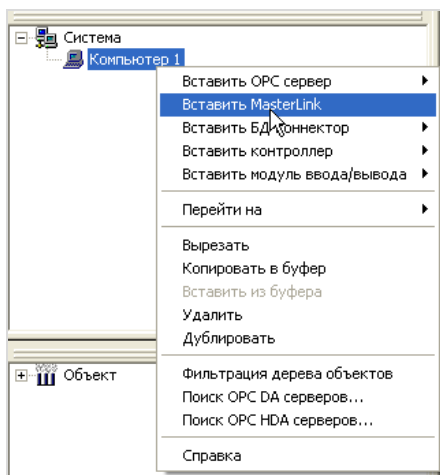 Система
Компьютер 1
Вставить OPC сервер
Вставить MasterLink
Вставить БД коннектор
Вставить контроллер
Вставить модуль ввода/вывода
Перейти на
Вырезать
Копировать в буфер
Вставить из буфера
Удалить
Дублировать
Объект
Фильтрация дерева объектов
Поиск OPC DA серверов...
Поиск OPC HDA серверов...
Справка